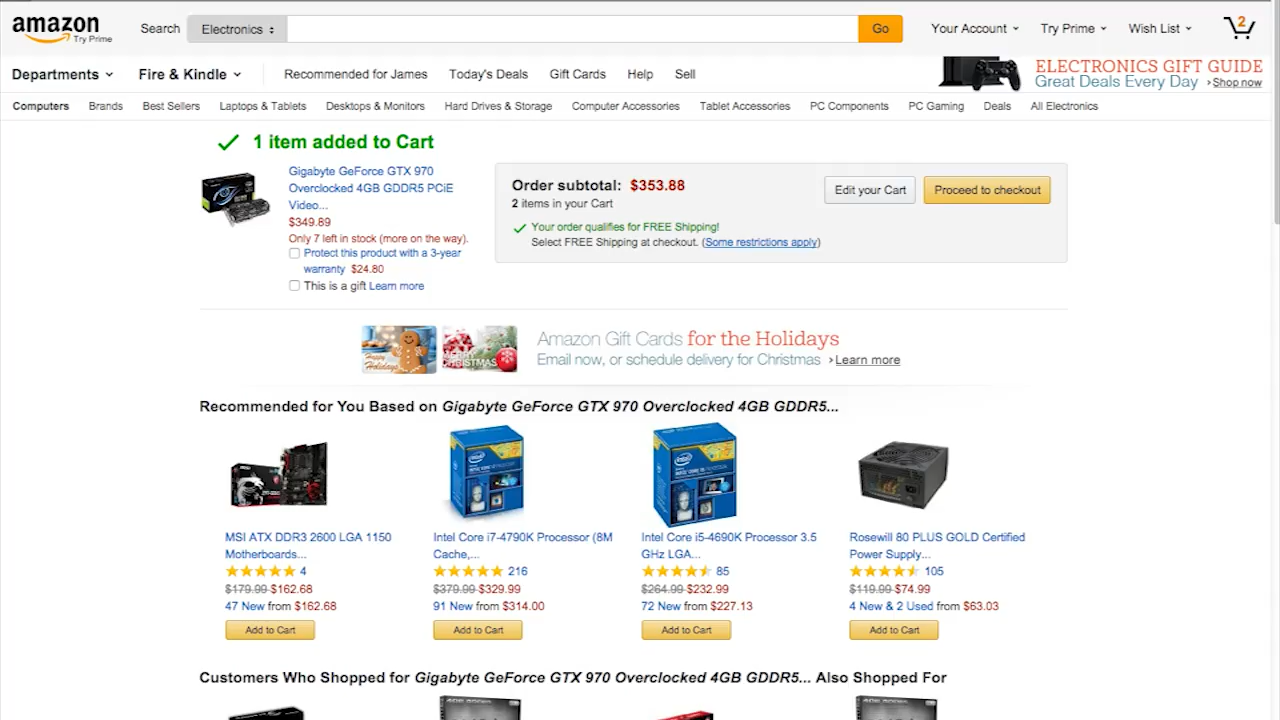 amazon
Try Prime
Search
Electronics
Go
Your Account
Try Prime
Wish List
2
Departments
Fire & Kindle
Recommended for James
Today's Deals
Gift Cards
Help
Sell
ELECTRONICS GIFT GUIDE
Great Deals Every Day
Shop now
Computers
Brands
Best Sellers
Laptops & Tablets
Desktops & Monitors
Hard Drives & Storage
Computer Accessories
Tablet Accessories
PC Components
PC Gaming
Deals
All Electronics
1 item added to Cart
Gigabyte GeForce GTX 970
Overclocked 4GB GDDR5 PCiE
Video...
$349.89
Only 7 left in stock (more on the way).
Protect this product with a 3-year
warranty $24.80
This is a gift Learn more
Order subtotal: $353.88
2 items in your Cart
Your order qualifies for FREE Shipping!
Select FREE Shipping at checkout. (Some restrictions apply)
Edit your Cart
Proceed to checkout
Happy
Holidays
MERRY
CHRISTMAS
Amazon Gift Cards for the Holidays
Email now, or schedule delivery for Christmas
Learn more
Recommended for You Based on Gigabyte GeForce GTX 970 Overclocked 4GB GDDR5...
MSI ATX DDR3 2600 LGA 1150
Motherboards...
4
$179.99 $162.68
47 New from $162.68
Add to Cart
Intel Core i7-4790K Processor (8M
Cache,...
216
$379.99 $329.99
91 New from $314.00
Add to Cart
Intel Core i5-4690K Processor 3.5
GHz LGA...
85
$264.99 $232.99
72 New from $227.13
Add to Cart
Rosewill 80 PLUS GOLD Certified
Power Supply...
105
$119.99 $74.99
4 New & 2 Used from $63.03
Add to Cart
Customers Who Shopped for Gigabyte GeForce GTX 970 Overclocked 4GB GDDR5... Also Shopped For